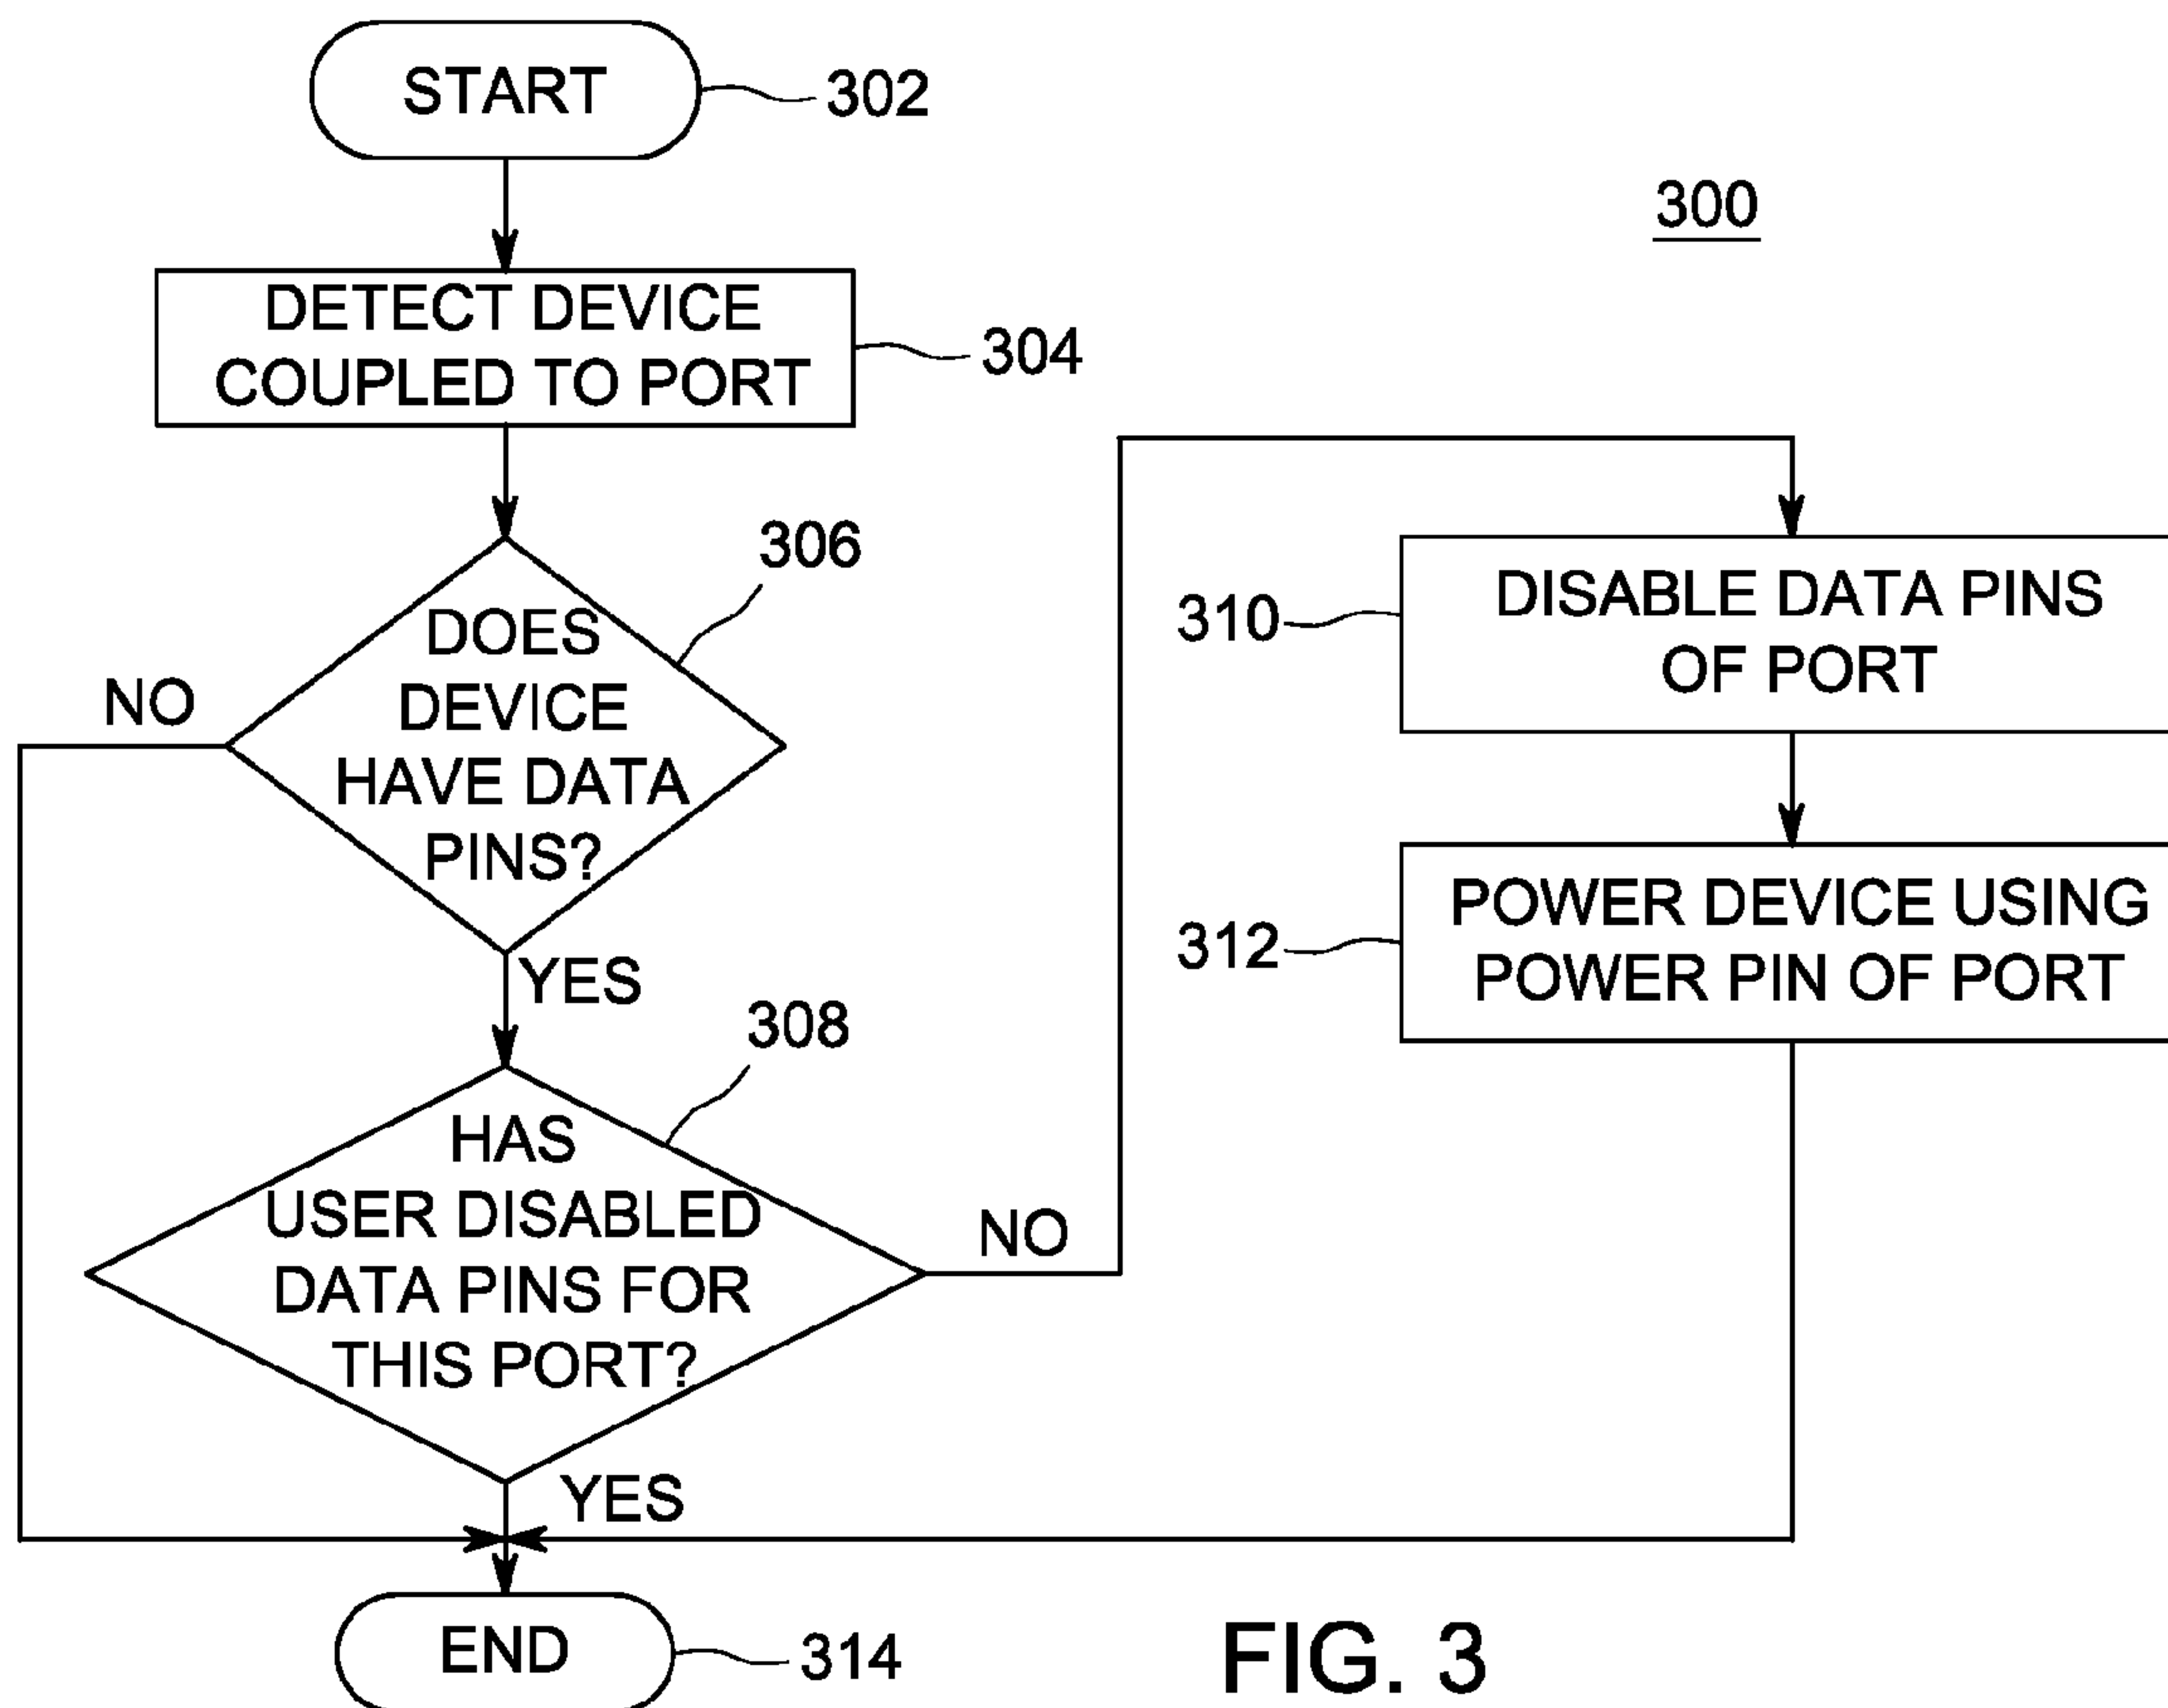 START
302
300
DETECT DEVICE
COUPLED TO PORT
304
306
DOES
DEVICE
HAVE DATA
PINS?
NO
YES
308
HAS
USER DISABLED
DATA PINS FOR
THIS PORT?
NO
YES
310
DISABLE DATA PINS
OF PORT
312
POWER DEVICE USING
POWER PIN OF PORT
END
314
FIG. 3